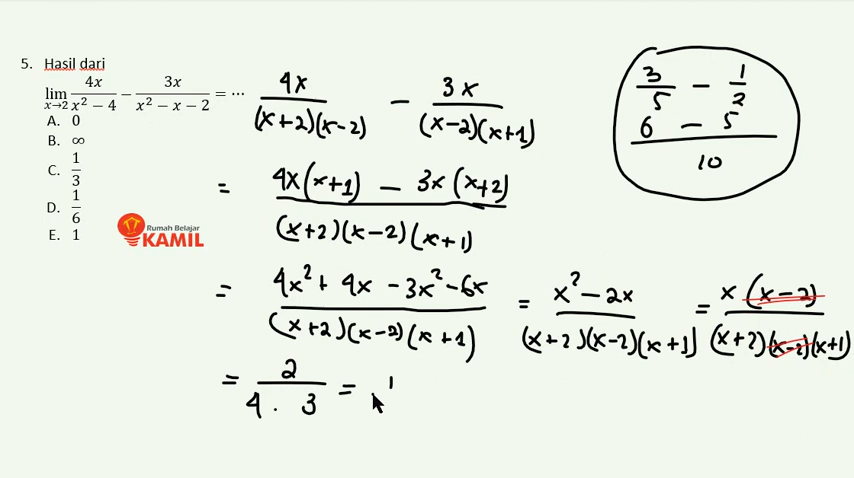 5. Hasil dari
lim x→2 4x/(x² − 4) − 3x/(x² − x − 2) = ...
A. 0
B. ∞
C. 1/3
D. 1/6
E. 1
Rumah Belajar
KAMIL
4x/((x+2)(x-2)) - 3x/((x-2)(x+1))
= (4x(x+1) - 3x(x+2))/((x+2)(x-2)(x+1))
= (4x² + 4x - 3x² - 6x)/((x+2)(x-2)(x+1)) = (x² - 2x)/((x+2)(x-2)(x+1)) = x(x-2)/((x+2)(x-2)(x+1))
= 2/(4 . 3) = 1
3/5 - 1/2
(6 - 5)/10